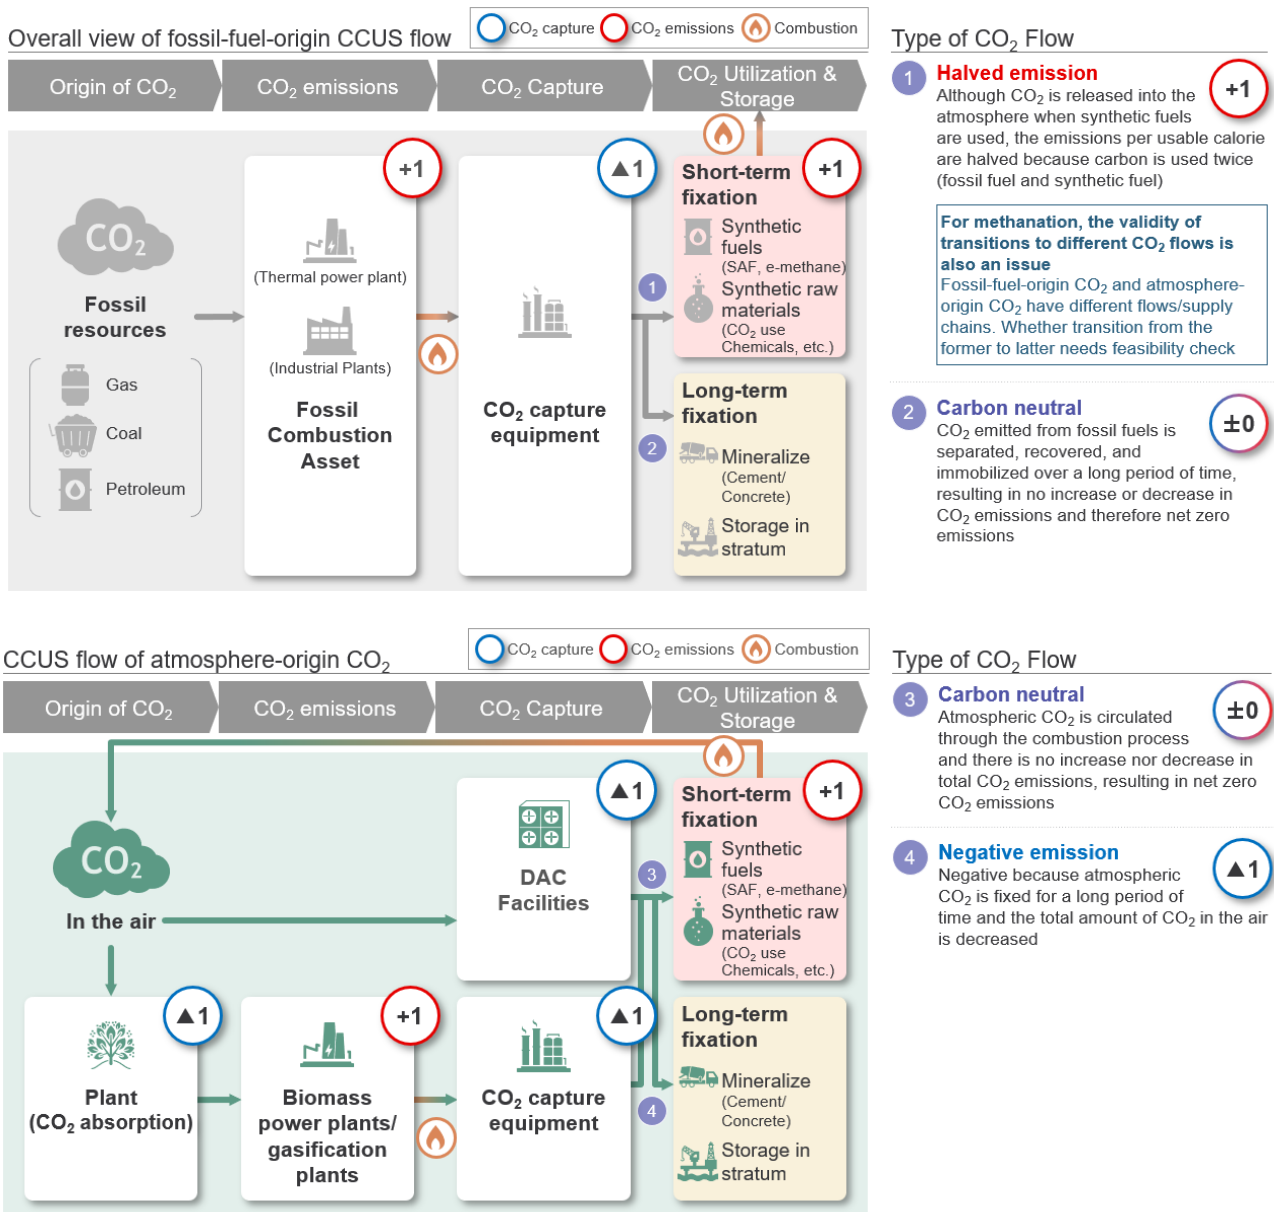 Overall view of fossil-fuel-origin CCUS flow
CO₂ capture
CO₂ emissions
Combustion
Origin of CO₂
CO₂ emissions
CO₂ Capture
CO₂ Utilization &
Storage
CO₂
Fossil
resources
Gas
Coal
Petroleum
+1
(Thermal power plant)
(Industrial Plants)
Fossil
Combustion
Asset
▲1
CO₂ capture
equipment
1
2
+1
Short-term
fixation
Synthetic
fuels
(SAF, e-methane)
Synthetic raw
materials
(CO₂ use
Chemicals, etc.)
Long-term
fixation
Mineralize
(Cement/
Concrete)
Storage in
stratum
Type of CO₂ Flow
1
Halved emission
+1
Although CO₂ is released into the
atmosphere when synthetic fuels
are used, the emissions per usable calorie
are halved because carbon is used twice
(fossil fuel and synthetic fuel)
For methanation, the validity of
transitions to different CO₂ flows is
also an issue
Fossil-fuel-origin CO₂ and atmosphere-
origin CO₂ have different flows/supply
chains. Whether transition from the
former to latter needs feasibility check
2
Carbon neutral
±0
CO₂ emitted from fossil fuels is
separated, recovered, and
immobilized over a long period of time,
resulting in no increase or decrease in
CO₂ emissions and therefore net zero
emissions
CCUS flow of atmosphere-origin CO₂
CO₂ capture
CO₂ emissions
Combustion
Origin of CO₂
CO₂ emissions
CO₂ Capture
CO₂ Utilization &
Storage
CO₂
In the air
▲1
DAC
Facilities
▲1
Plant
(CO₂ absorption)
+1
Biomass
power plants/
gasification
plants
▲1
CO₂ capture
equipment
3
4
+1
Short-term
fixation
Synthetic
fuels
(SAF, e-methane)
Synthetic raw
materials
(CO₂ use
Chemicals, etc.)
Long-term
fixation
Mineralize
(Cement/
Concrete)
Storage in
stratum
Type of CO₂ Flow
3
Carbon neutral
±0
Atmospheric CO₂ is circulated
through the combustion process
and there is no increase nor decrease in
total CO₂ emissions, resulting in net zero
CO₂ emissions
4
Negative emission
▲1
Negative because atmospheric
CO₂ is fixed for a long period of
time and the total amount of CO₂ in the air
is decreased